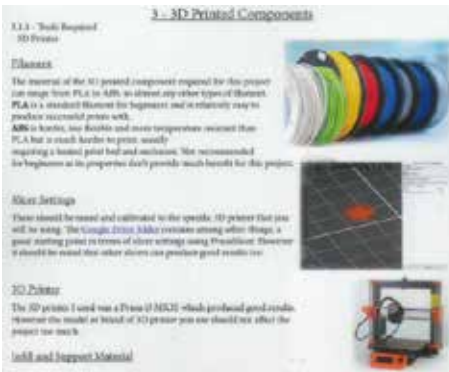 3 - 3D Printed Components
3.1.1 - Tools Required
3D Printer
Filament
The material of the 3D printed component required for this project
can range from PLA to ABS, to almost any other types of filament.
PLA is a standard filament for beginners and is relatively easy to
produce successful prints with.
ABS is harder, less flexible and more temperature resistant than
PLA but is much harder to print, usually
requiring a heated print bed and enclosure. Not recommended
for beginners as its properties don't provide much benefit for this project.
Slicer Settings
These should be tuned and calibrated to the specific 3D printer that you
will be using. The Google Drive folder contains among other things, a
good starting point in terms of slicer settings using PrusaSlicer. However
it should be noted that other slicers can produce good results too.
3D Printer
The 3D printer I used was a Prusa i3 MK3S which produced good results.
However the model or brand of 3D printer you use should not affect the
project too much.
Infill and Support Material